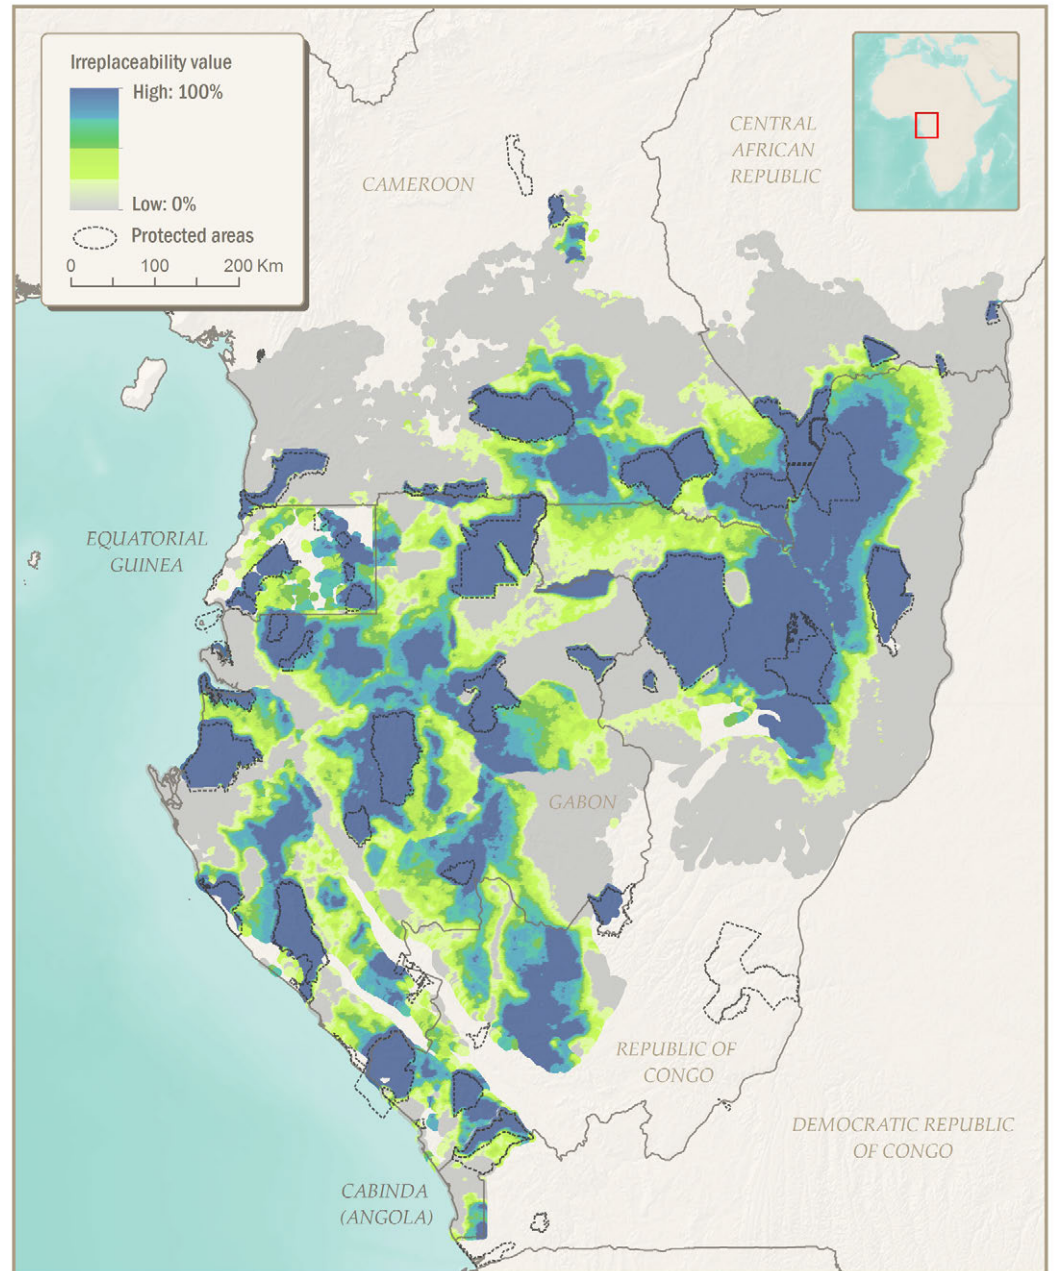 Irreplaceability value
High: 100%
Low: 0%
Protected areas
0 100 200 Km
CENTRAL
AFRICAN
REPUBLIC
CAMEROON
EQUATORIAL
GUINEA
GABON
REPUBLIC OF
CONGO
DEMOCRATIC REPUBLIC
OF CONGO
CABINDA
(ANGOLA)